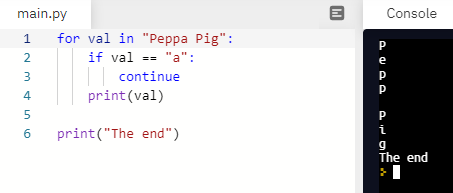 main.py
1 for val in "Peppa Pig":
2     if val == "a":
3         continue
4     print(val)
5
6 print("The end")
Console
P
e
p
p

P
i
g
The end